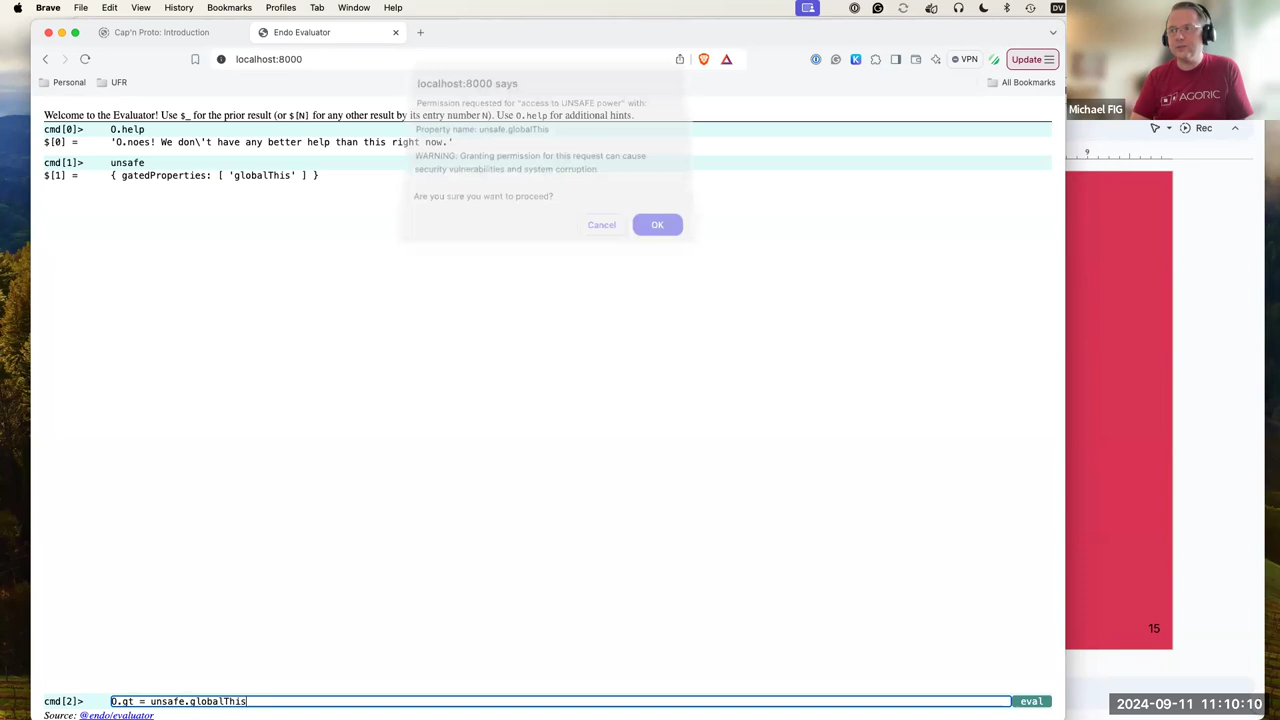 Brave File Edit View History Bookmarks Profiles Tab Window Help
DV
Cap'n Proto: Introduction
Endo Evaluator
localhost:8000
VPN
Update
Personal
UFR
All Bookmarks
localhost:8000 says
Permission requested for "access to UNSAFE power" with:
Property name: unsafe.globalThis
WARNING: Granting permission for this request can cause
security vulnerabilities and system corruption.
Are you sure you want to proceed?
Cancel
OK
Welcome to the Evaluator! Use $_ for the prior result (or $[N] for any other result by its entry number N). Use O.help for additional hints.
cmd[0]> O.help
$[0] = 'O.noes! We don\'t have any better help than this right now.'
cmd[1]> unsafe
$[1] = { gatedProperties: [ 'globalThis' ] }
cmd[2]> O.gt = unsafe.globalThis
eval
Source: @endo/evaluator
AGORIC
Michael FIG
Rec
9
15
2024-09-11 11:10:10